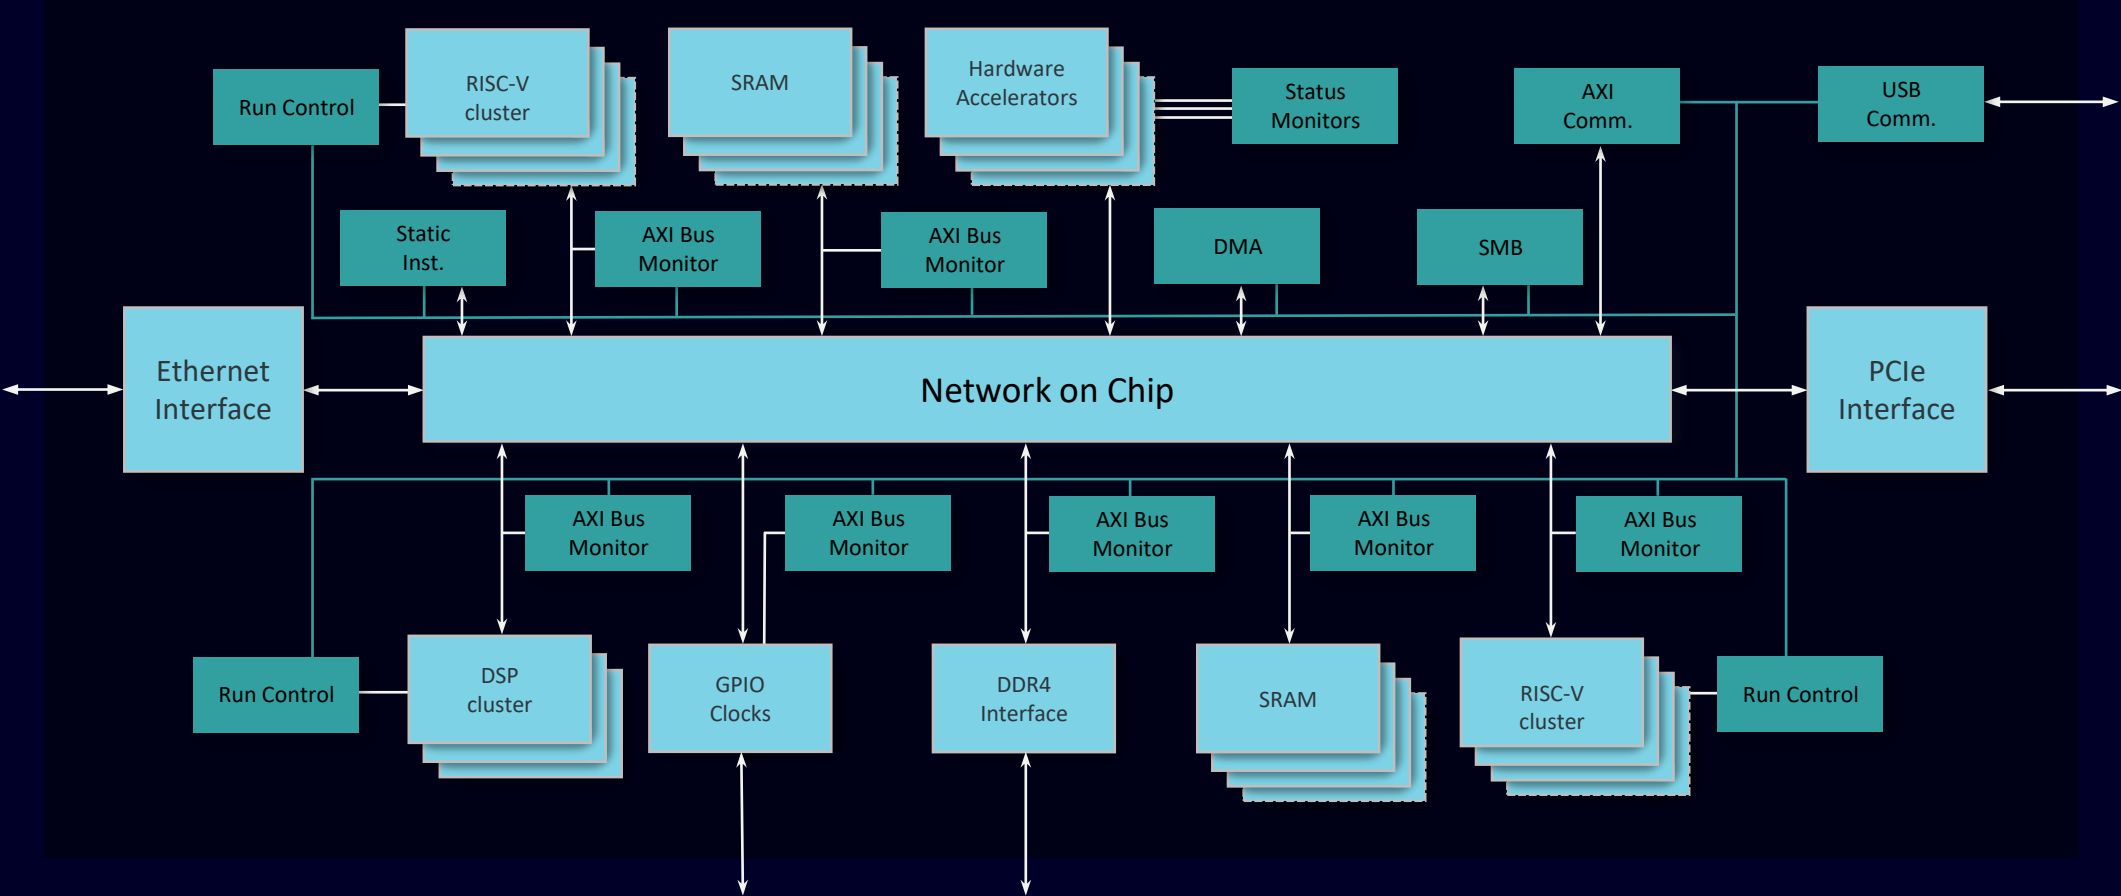 RISC-V
cluster
SRAM
Hardware
Accelerators
Run Control
Status
Monitors
AXI
Comm.
USB
Comm.
Static
Inst.
AXI Bus
Monitor
AXI Bus
Monitor
DMA
SMB
Ethernet
Interface
Network on Chip
PCIe
Interface
AXI Bus
Monitor
AXI Bus
Monitor
AXI Bus
Monitor
AXI Bus
Monitor
AXI Bus
Monitor
Run Control
DSP
cluster
GPIO
Clocks
DDR4
Interface
SRAM
RISC-V
cluster
Run Control